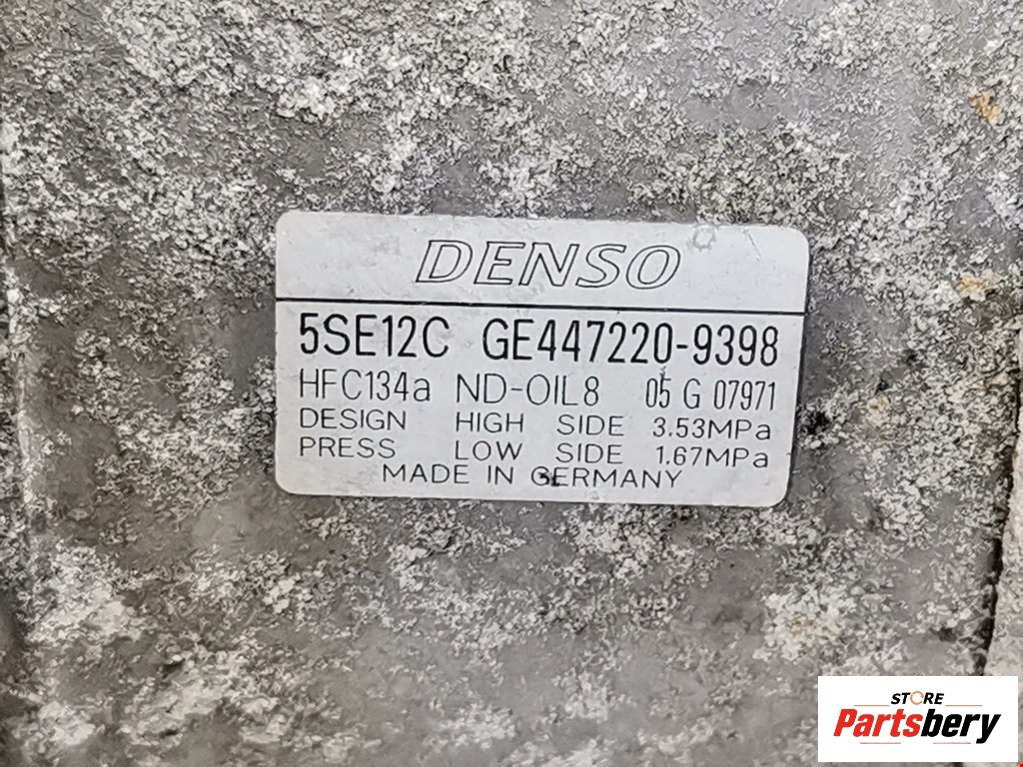 DENSO
5SE12C GE447220-9398
HFC134a ND-OIL8 05 G 07971
DESIGN HIGH SIDE 3.53MPa
PRESS LOW SIDE 1.67MPa
MADE IN GERMANY
STORE
Partsbery